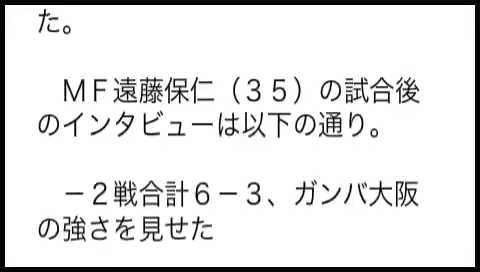 た。
ＭＦ遠藤保仁（３５）の試合後
のインタビューは以下の通り。
－２戦合計６－３、ガンバ大阪
の強さを見せた